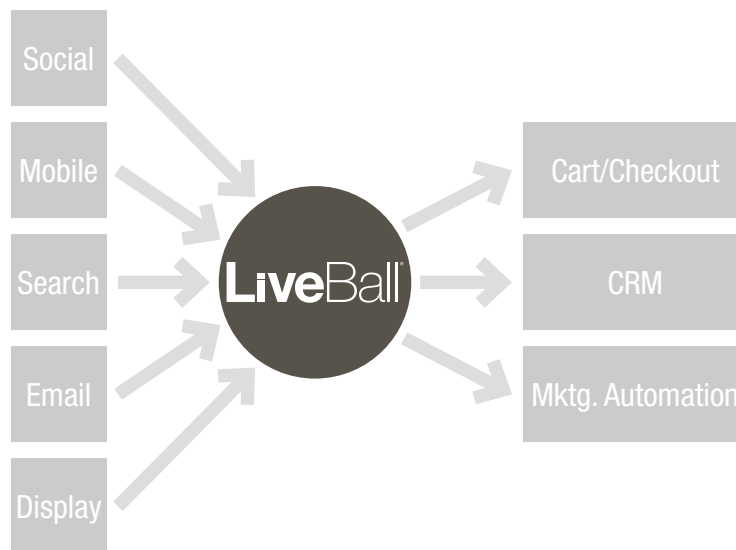 Social
Mobile
Search
Email
Display
LiveBall®
Cart/Checkout
CRM
Mktg. Automation